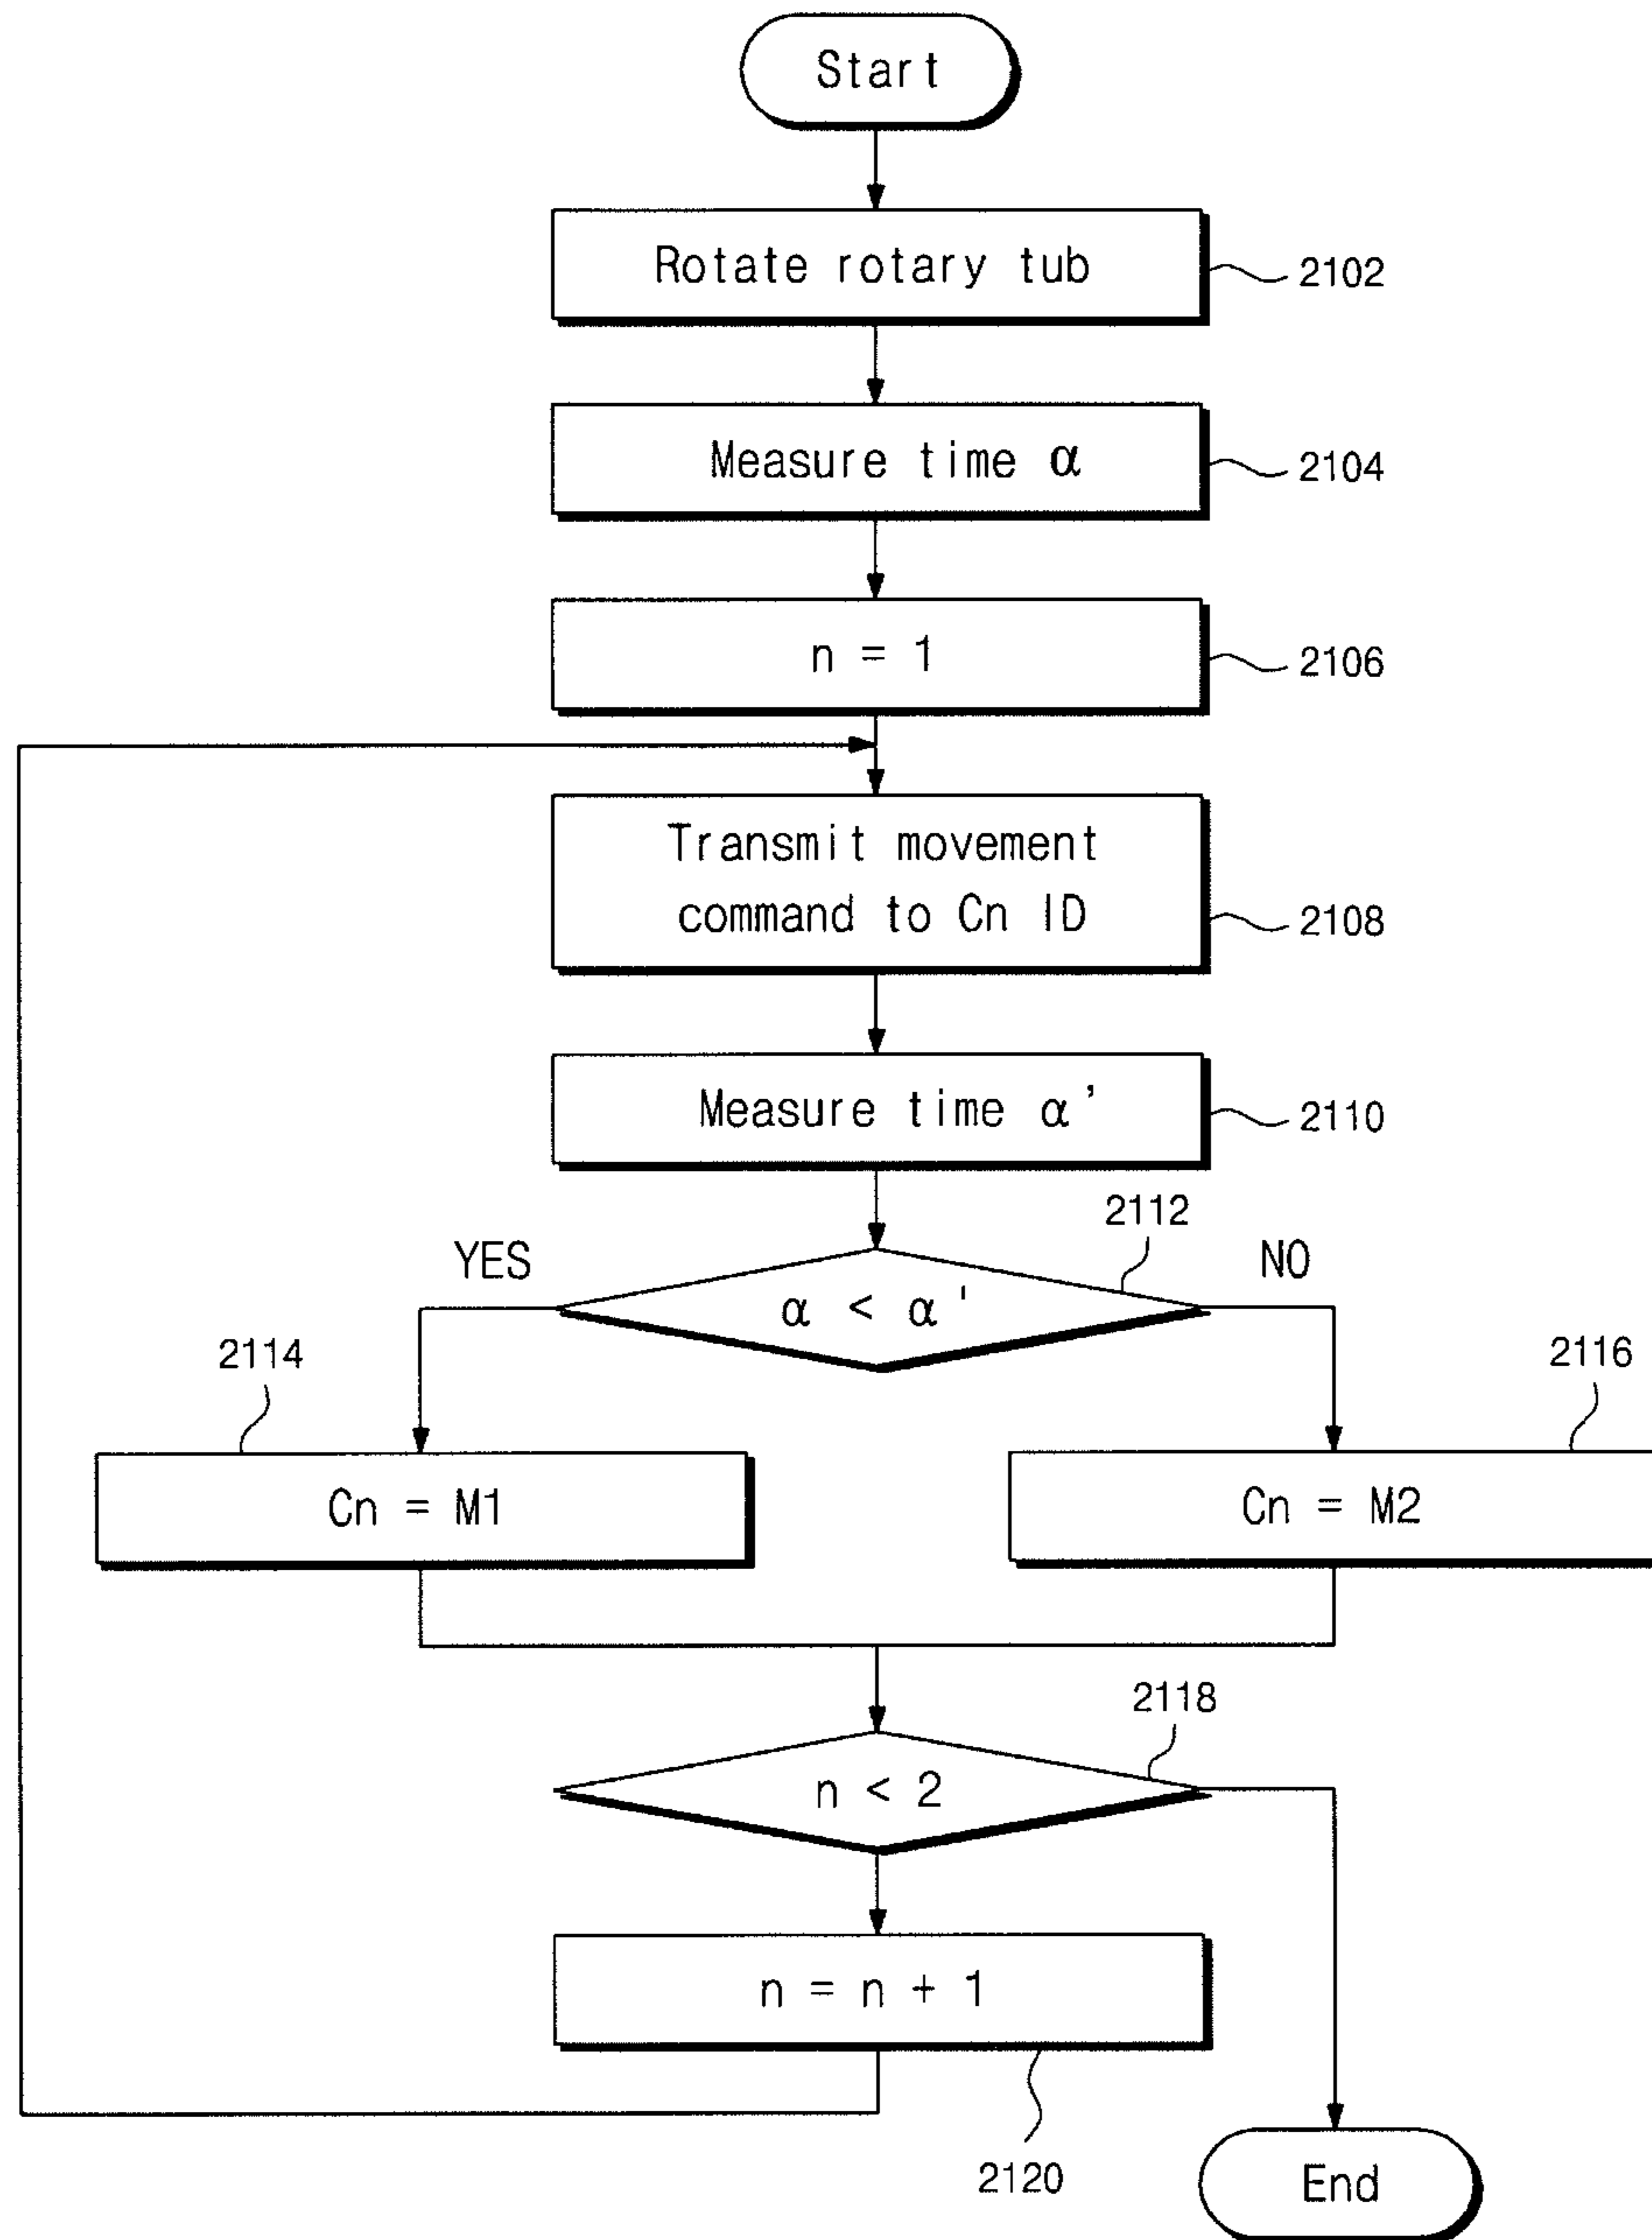 Start
Rotate rotary tub
2102
Measure time α
2104
n = 1
2106
Transmit movement
command to Cn ID
2108
Measure time α'
2110
2112
YES
NO
α < α'
2114
2116
Cn = M1
Cn = M2
2118
n < 2
n = n + 1
2120
End